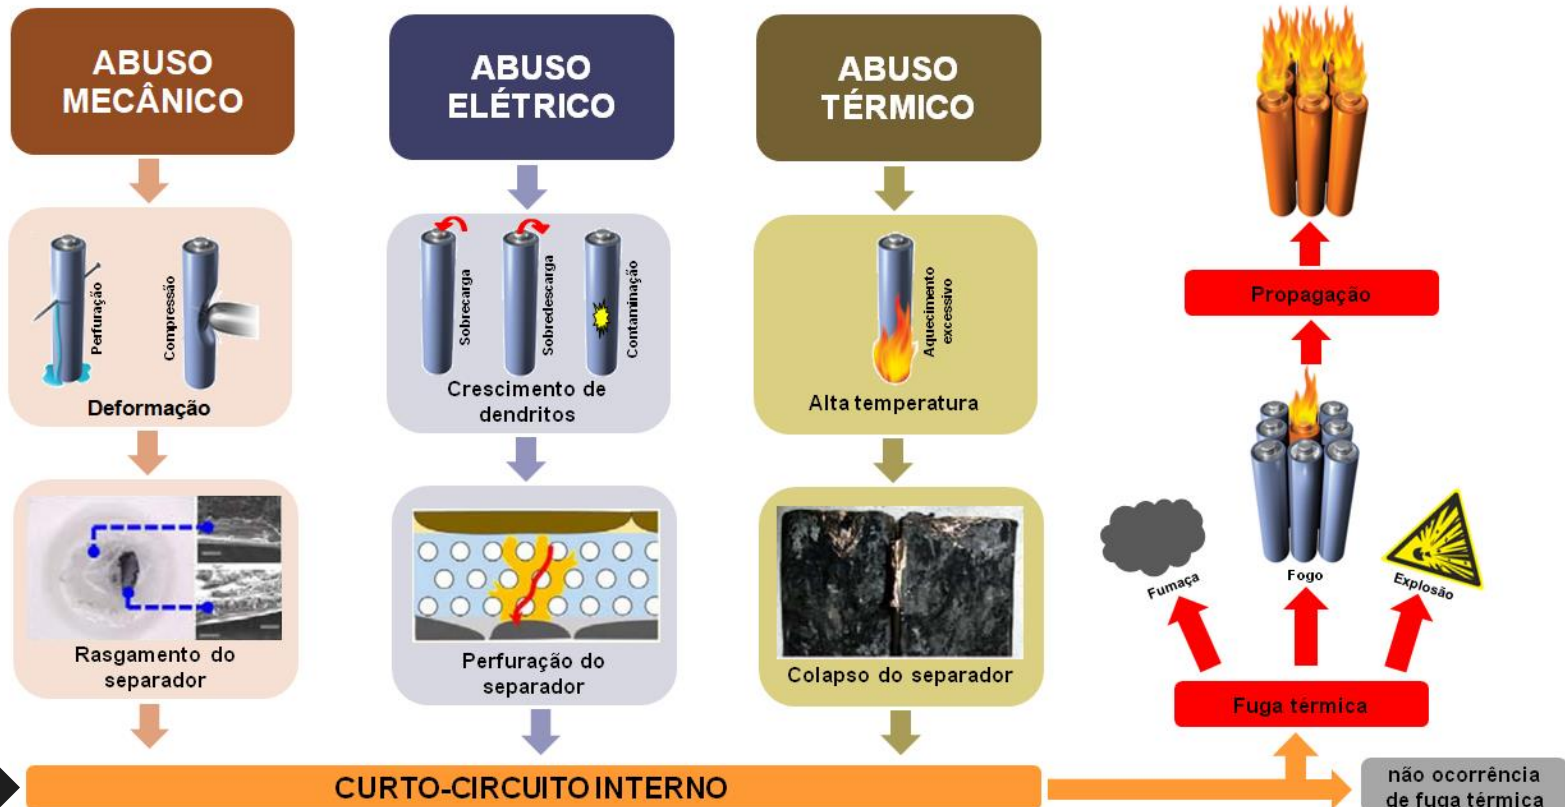 ABUSO
MECÂNICO
Perfuração
Compressão
Deformação
Rasgamento do
separador
ABUSO
ELÉTRICO
Sobrecarga
Sobredescarga
Contaminação
Crescimento de
dendritos
Perfuração do
separador
ABUSO
TÉRMICO
Aquecimento
excessivo
Alta temperatura
Colapso do separador
CURTO-CIRCUITO INTERNO
não ocorrência
de fuga térmica
Fuga térmica
Fumaça
Fogo
Explosão
Propagação